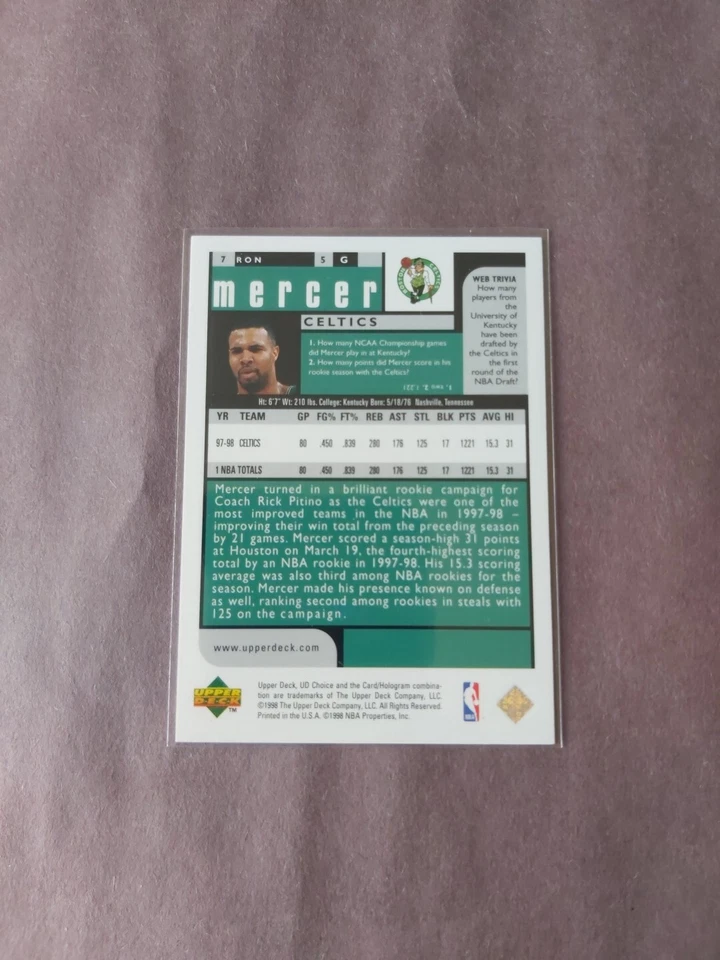 7 RON 5 G
mercer
CELTICS
BOSTON CELTICS
1. How many NCAA Championship games
did Mercer play in at Kentucky?
2. How many points did Mercer score in his
rookie season with the Celtics?
1. two 2. 1,221
WEB TRIVIA
How many
players from
the
University of
Kentucky
have been
drafted by
the Celtics in
the first
round of the
NBA Draft?
Ht: 6'7" Wt: 210 lbs. College: Kentucky Born: 5/18/76 Nashville, Tennessee
YR TEAM GP FG% FT% REB AST STL BLK PTS AVG HI
97-98 CELTICS 80 .450 .839 280 176 125 17 1221 15.3 31
1 NBA TOTALS 80 .450 .839 280 176 125 17 1221 15.3 31
Mercer turned in a brilliant rookie campaign for
Coach Rick Pitino as the Celtics were one of the
most improved teams in the NBA in 1997-98 –
improving their win total from the preceding season
by 21 games. Mercer scored a season-high 31 points
at Houston on March 19, the fourth-highest scoring
total by an NBA rookie in 1997-98. His 15.3 scoring
average was also third among NBA rookies for the
season. Mercer made his presence known on defense
as well, ranking second among rookies in steals with
125 on the campaign.
www.upperdeck.com
UPPER
DECK
TM
Upper Deck, UD Choice and the Card/Hologram combina-
tion are trademarks of The Upper Deck Company, LLC.
©1998 The Upper Deck Company, LLC. All Rights Reserved.
Printed in the U.S.A. ©1998 NBA Properties, Inc.
NBA